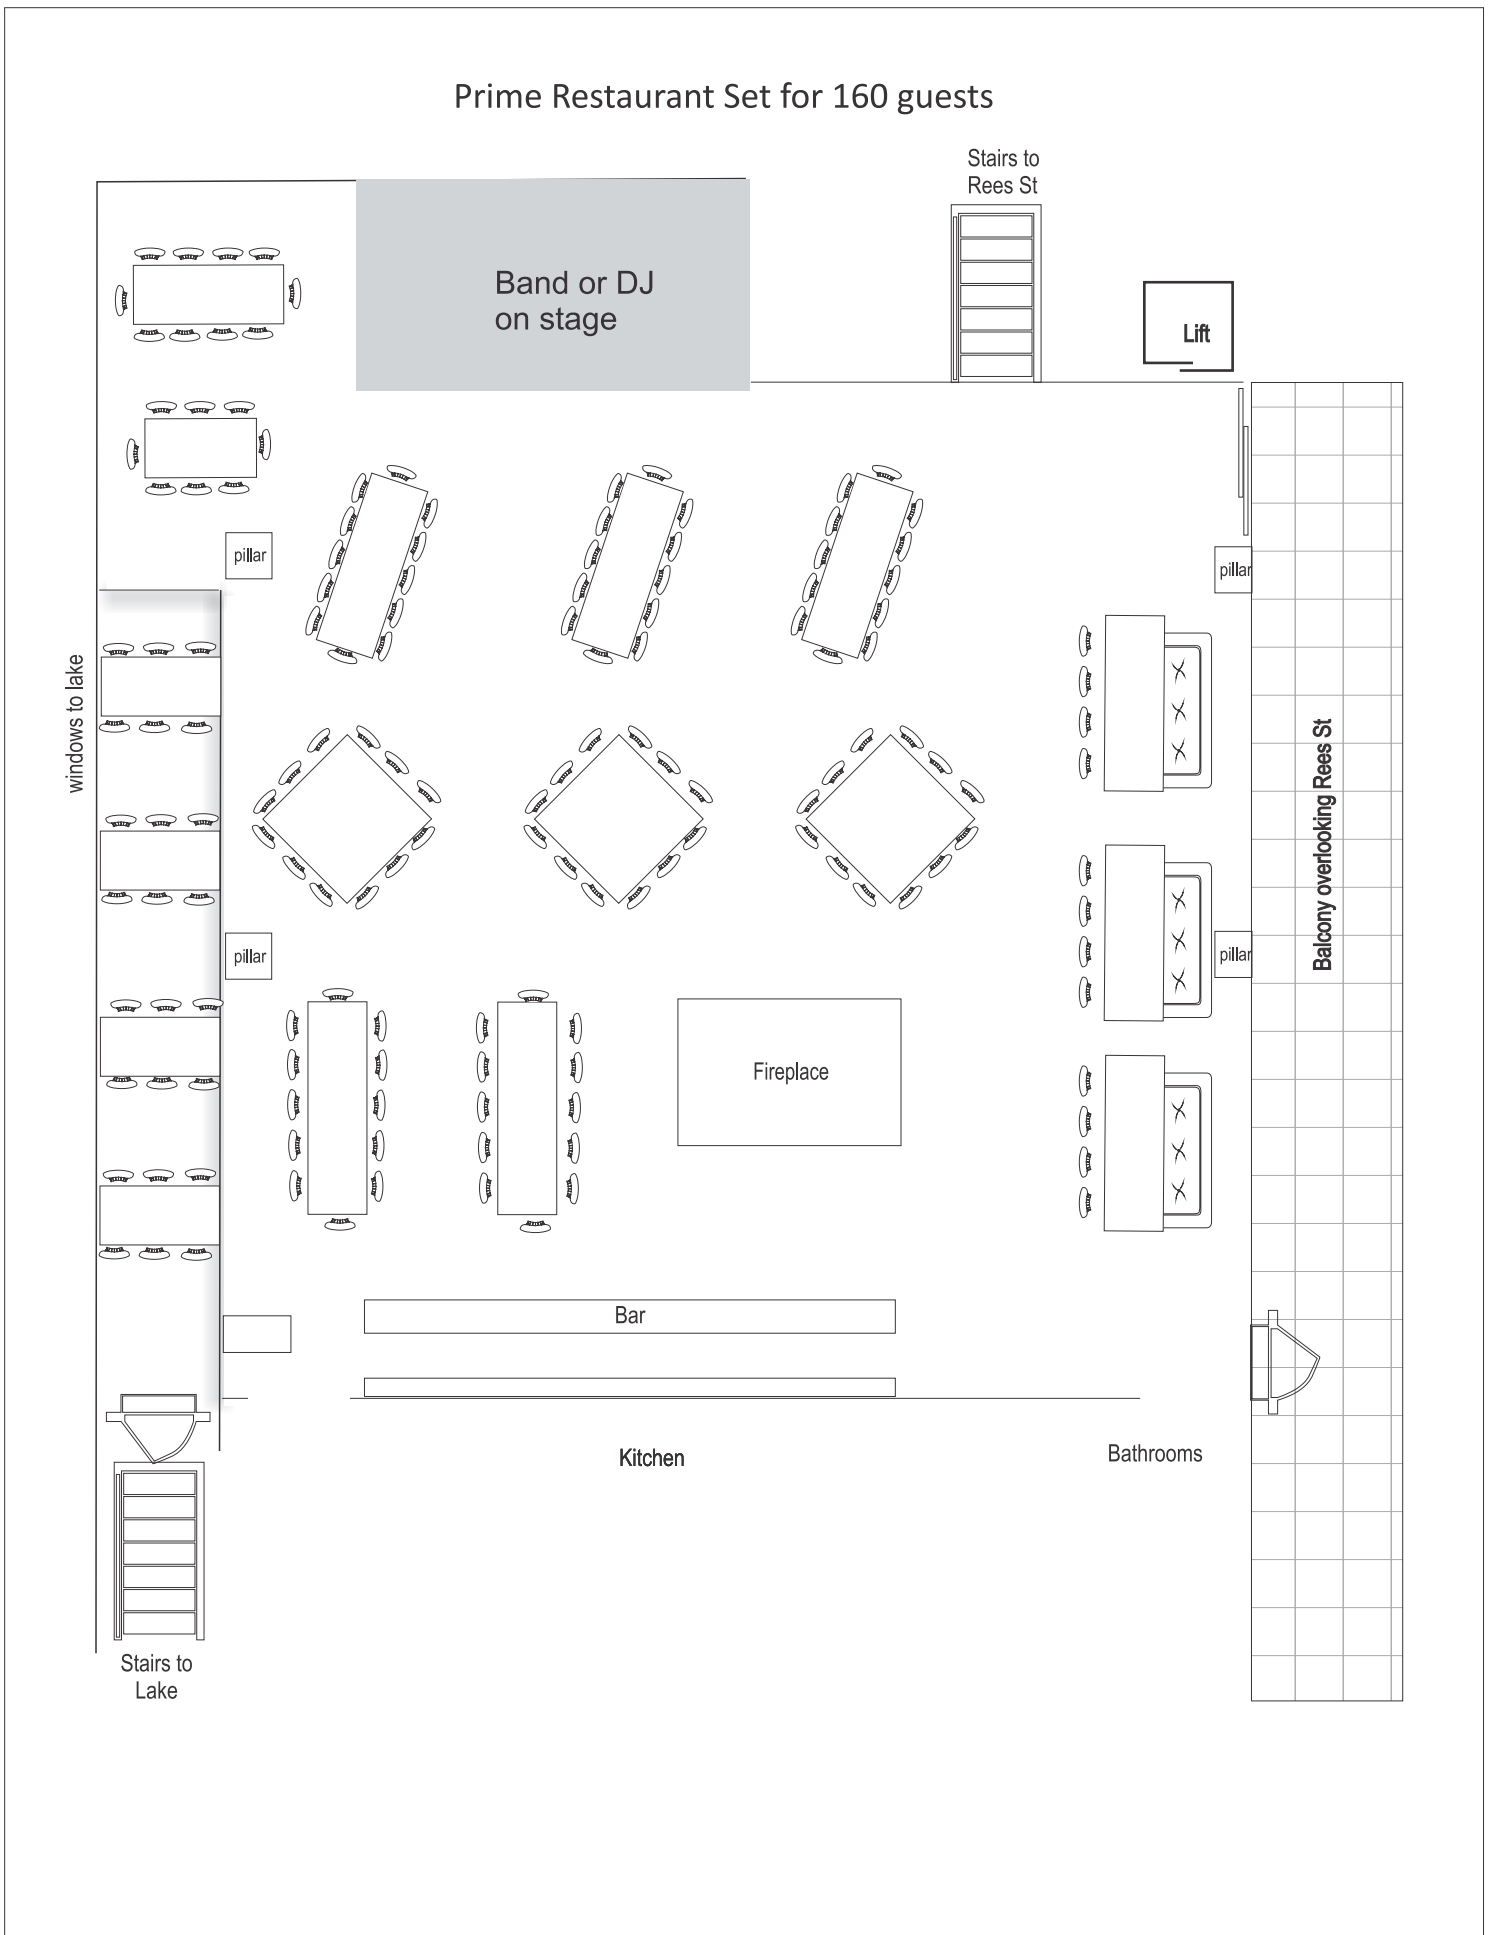 Prime Restaurant Set for 160 guests
Stairs to
Rees St
Band or DJ
on stage
Lift
pillar
pillar
windows to lake
Balcony overlooking Rees St
pillar
pillar
Fireplace
Bar
Kitchen
Bathrooms
Stairs to
Lake